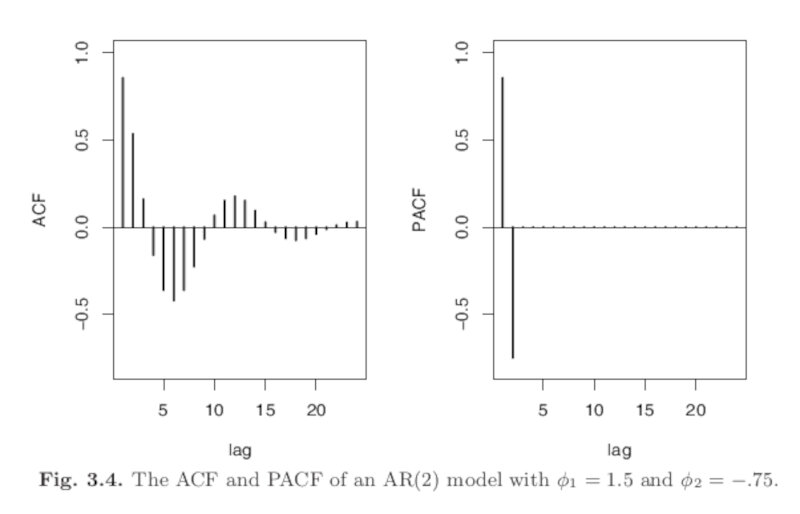 1.0
0.5
0.0
−0.5
ACF
5 10 15 20
lag
1.0
0.5
0.0
−0.5
PACF
5 10 15 20
lag
Fig. 3.4. The ACF and PACF of an AR(2) model with ϕ₁ = 1.5 and ϕ₂ = −.75.